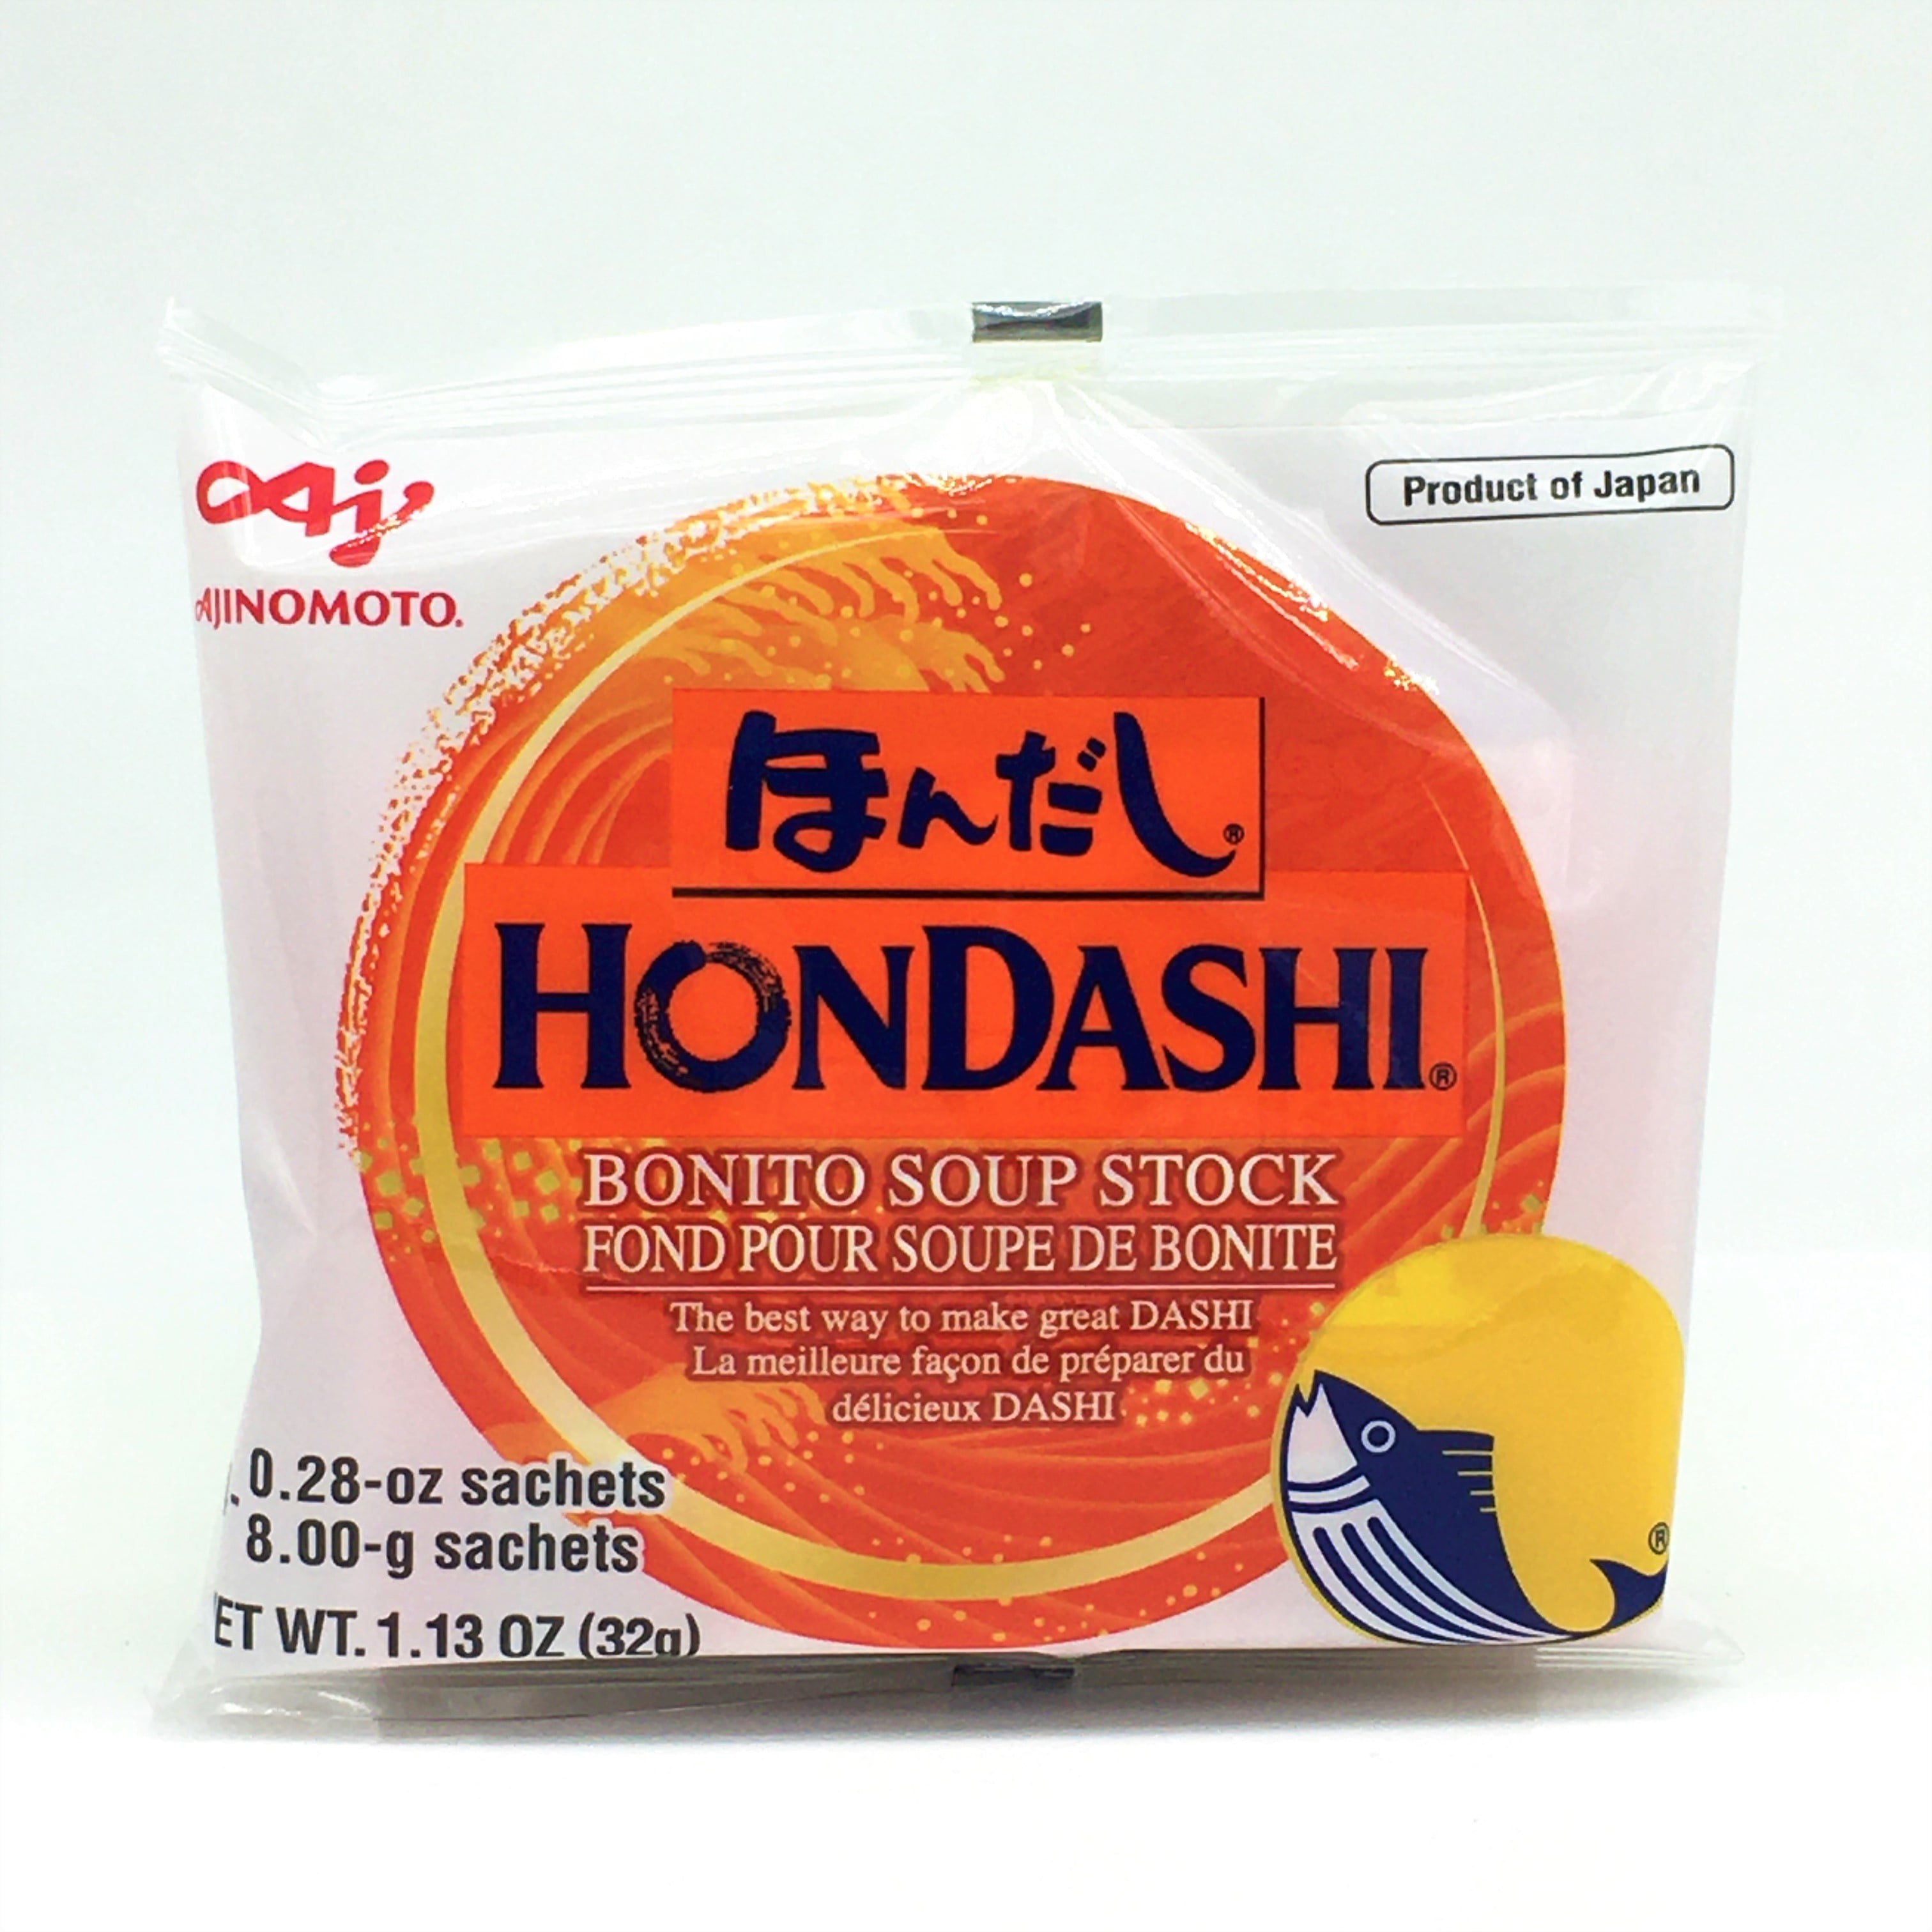 AJINOMOTO®
Product of Japan
ほんだし®
HONDASHI®
BONITO SOUP STOCK
FOND POUR SOUPE DE BONITE
The best way to make great DASHI
La meilleure façon de préparer du
délicieux DASHI
0.28-oz sachets
8.00-g sachets
ET WT. 1.13 OZ (32g)
®